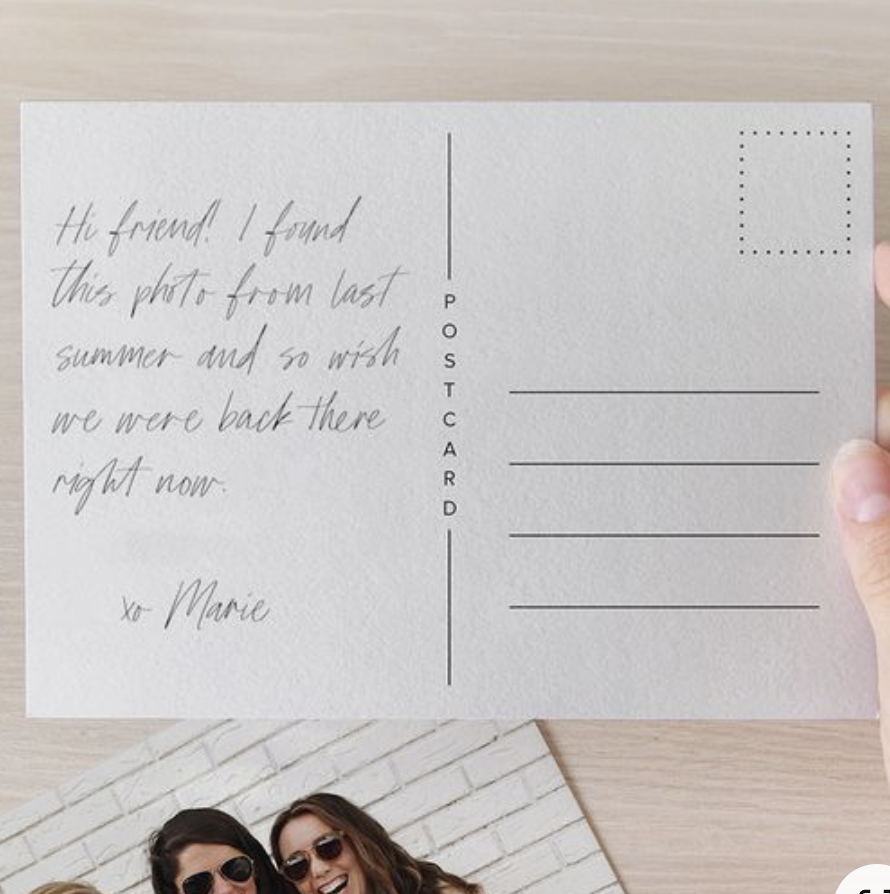 Hi friend! I found
this photo from last
summer and so wish
we were back there
right now.
xo Marie
POSTCARD